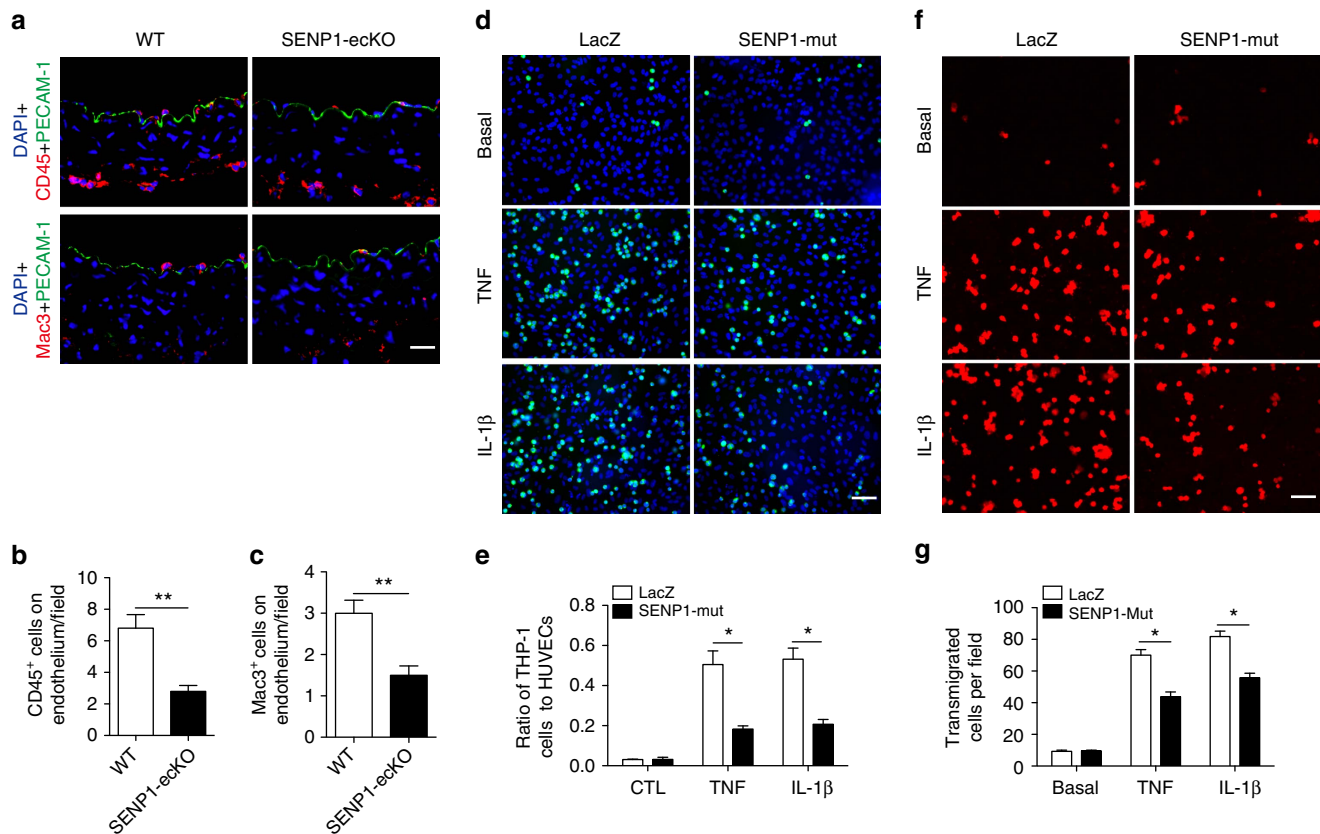 a
WT
SENP1-ecKO
DAPI+
CD45+PECAM-1
DAPI+
Mac3+PECAM-1
b
CD45+ cells on
endothelium/field
8
6
4
2
0
**
WT
SENP1-ecKO
c
Mac3+ cells on
endothelium/field
4
3
2
1
0
**
WT
SENP1-ecKO
d
LacZ
SENP1-mut
Basal
TNF
IL-1β
e
LacZ
SENP1-mut
Ratio of THP-1
cells to HUVECs
0.8
0.6
0.4
0.2
0.0
*
*
CTL
TNF
IL-1β
f
LacZ
SENP1-mut
Basal
TNF
IL-1β
g
LacZ
SENP1-Mut
Transmigrated
cells per field
100
80
60
40
20
0
*
*
Basal
TNF
IL-1β